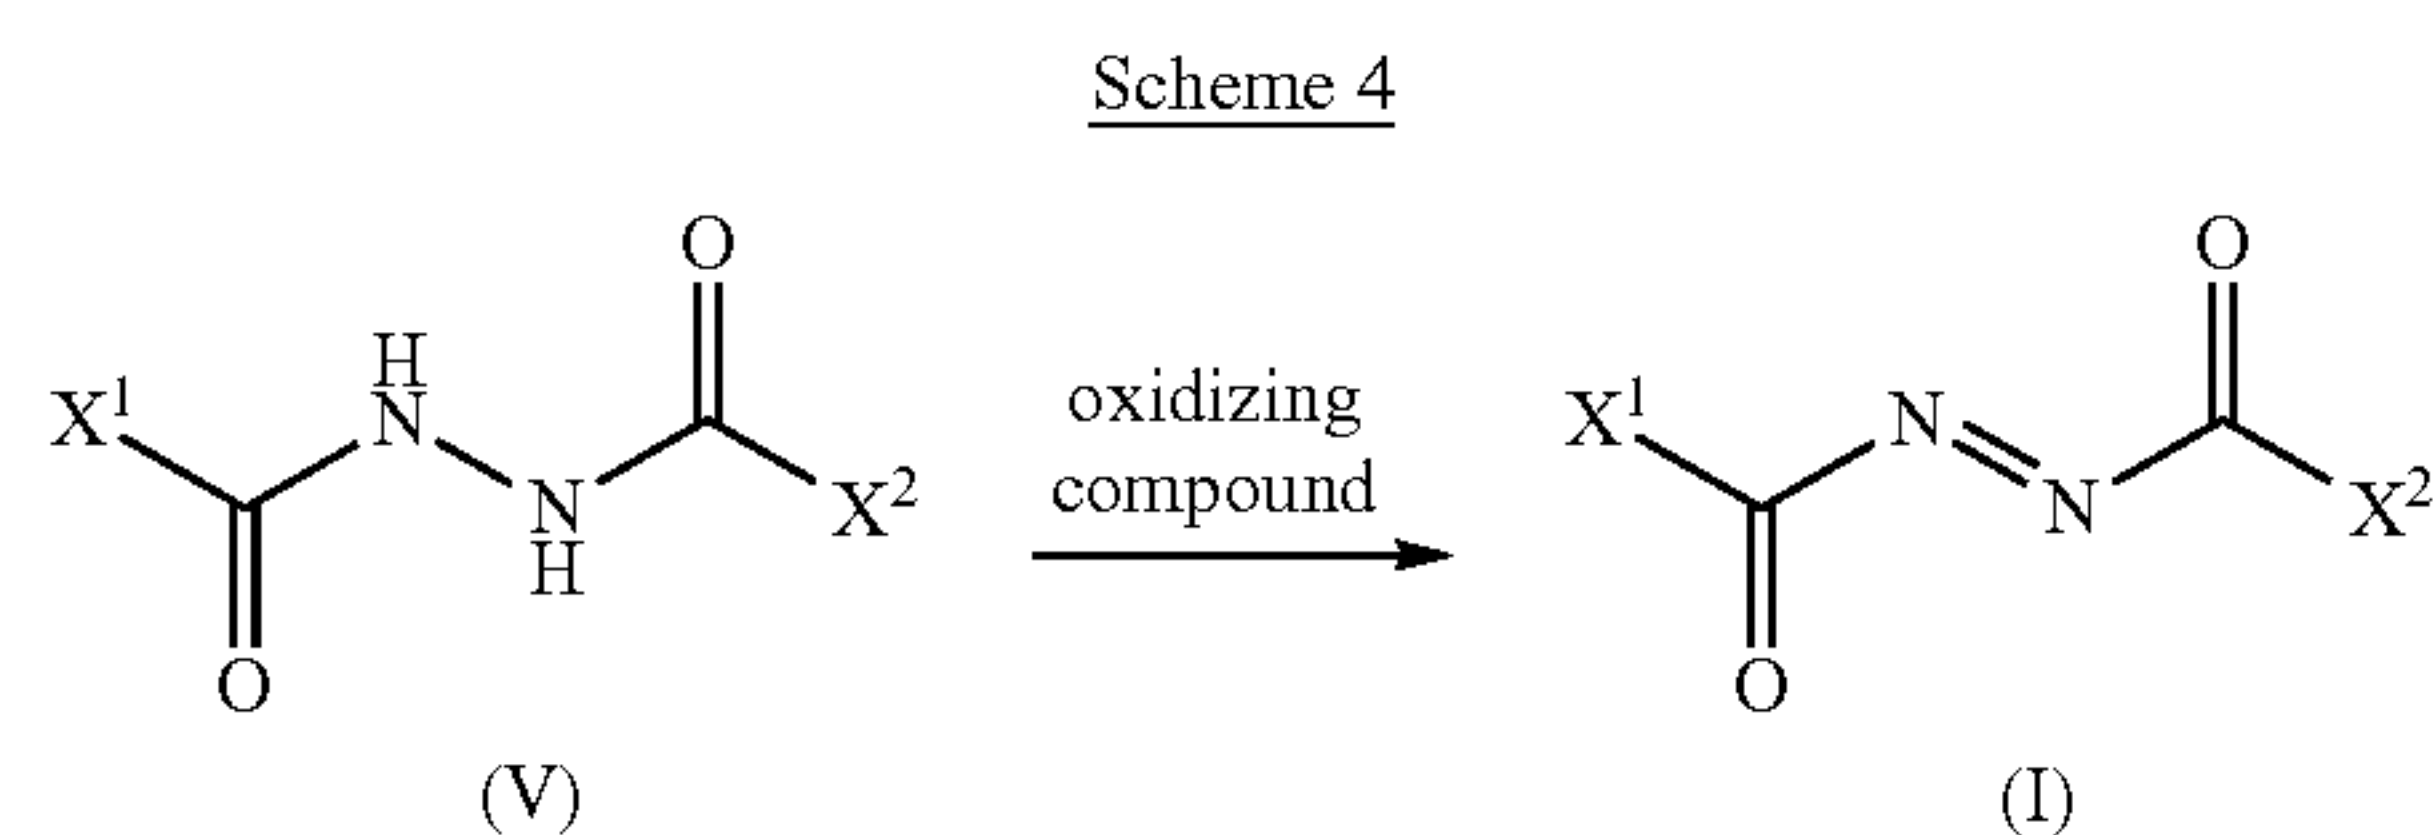 Scheme 4
O
O
H
N
X¹
N
H
X²
O
oxidizing
compound
X¹
N
N
X²
O
(V)
(I)